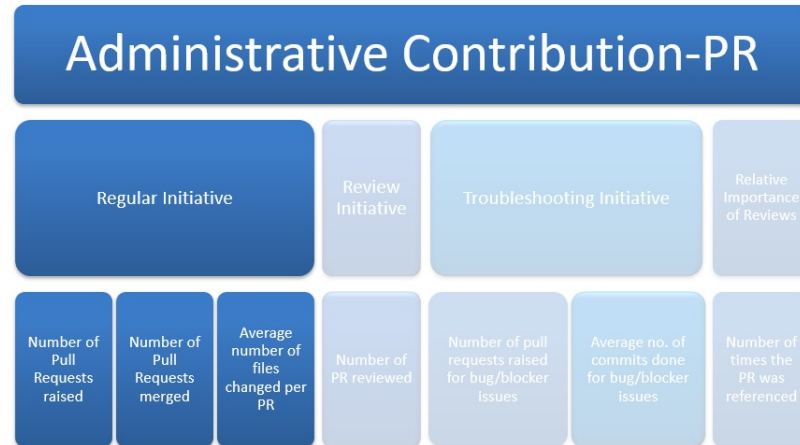 Administrative Contribution-PR
Regular Initiative
Review
Initiative
Troubleshooting Initiative
Relative
Importance
of Reviews
Number of
Pull
Requests
raised
Number of
Pull
Requests
merged
Average
number of
files
changed per
PR
Number of
PR reviewed
Number of pull
requests raised
for bug/blocker
issues
Average no. of
commits done
for bug/blocker
issues
Number of
times the
PR was
referenced